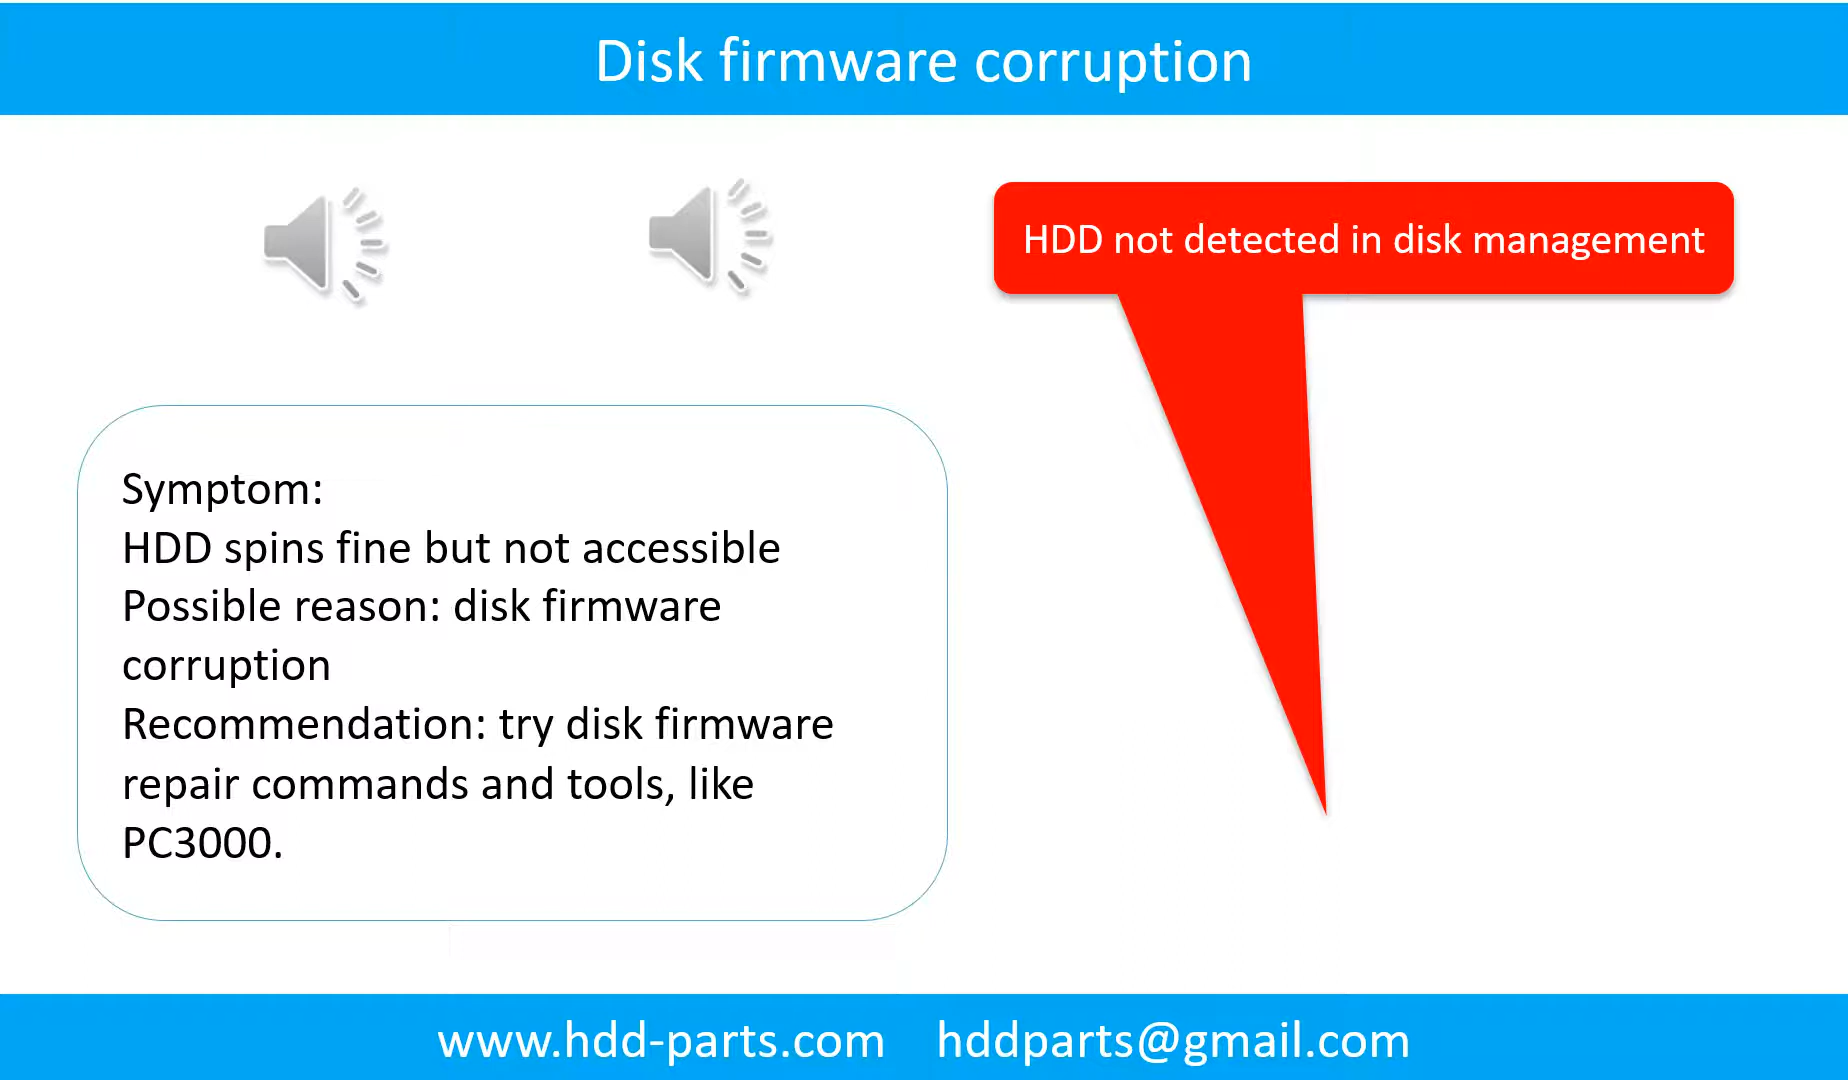 Disk firmware corruption
HDD not detected in disk management
Symptom:
HDD spins fine but not accessible
Possible reason: disk firmware
corruption
Recommendation: try disk firmware
repair commands and tools, like
PC3000.
www.hdd-parts.com hddparts@gmail.com